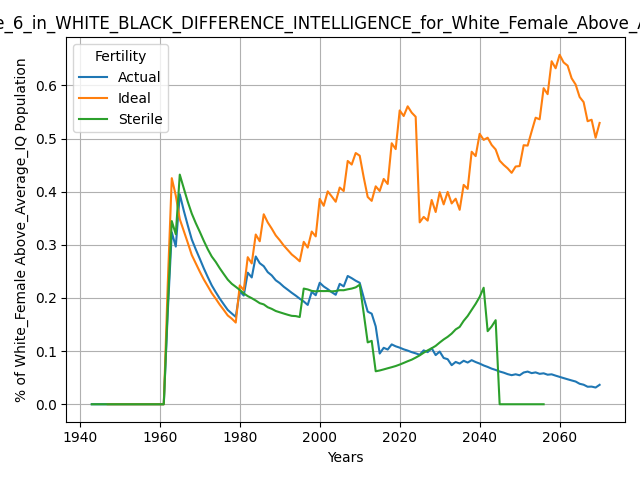 e_6_in_WHITE_BLACK_DIFFERENCE_INTELLIGENCE_for_White_Female_Above_A
% of White_Female Above_Average_IQ Population
Fertility
Actual
Ideal
Sterile
0.6
0.5
0.4
0.3
0.2
0.1
0.0
1940 1960 1980 2000 2020 2040 2060
Years